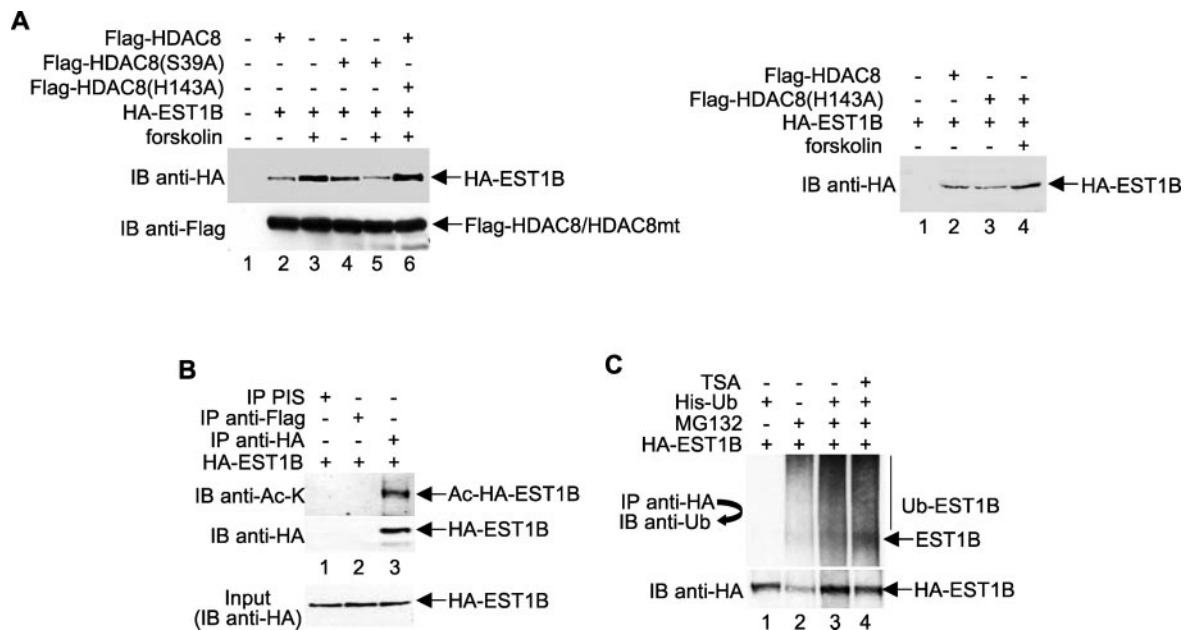 A
Flag-HDAC8 - + - - - +
Flag-HDAC8(S39A) - - - + + -
Flag-HDAC8(H143A) - - - - - +
HA-EST1B - + + + + +
forskolin - - + - + +
IB anti-HA
HA-EST1B
IB anti-Flag
Flag-HDAC8/HDAC8mt
1 2 3 4 5 6
Flag-HDAC8 - + - -
Flag-HDAC8(H143A) - - + +
HA-EST1B + + + +
forskolin - - - +
IB anti-HA
HA-EST1B
1 2 3 4
B
IP PIS + - -
IP anti-Flag - + -
IP anti-HA - - +
HA-EST1B + + +
IB anti-Ac-K
Ac-HA-EST1B
IB anti-HA
HA-EST1B
1 2 3
Input
(IB anti-HA)
HA-EST1B
C
TSA - - - +
His-Ub + - + +
MG132 - + + +
HA-EST1B + + + +
IP anti-HA
IB anti-Ub
Ub-EST1B
EST1B
IB anti-HA
HA-EST1B
1 2 3 4